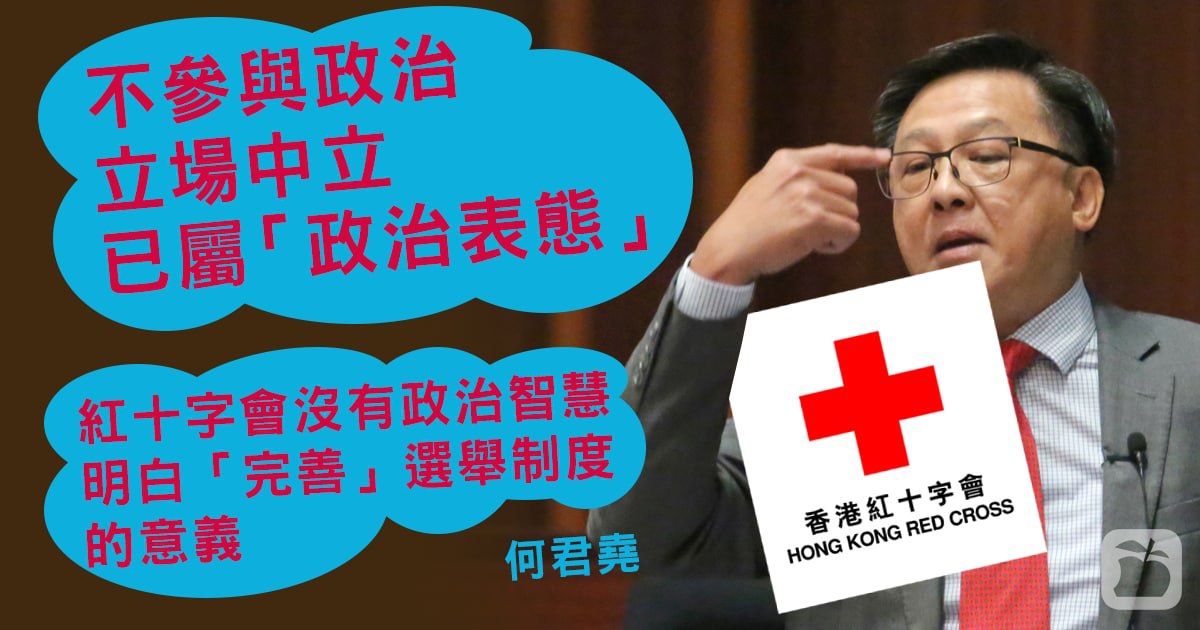 不參與政治
立場中立
已屬「政治表態」
紅十字會沒有政治智慧
明白「完善」選舉制度
的意義
何君堯
香港紅十字會
HONG KONG RED CROSS